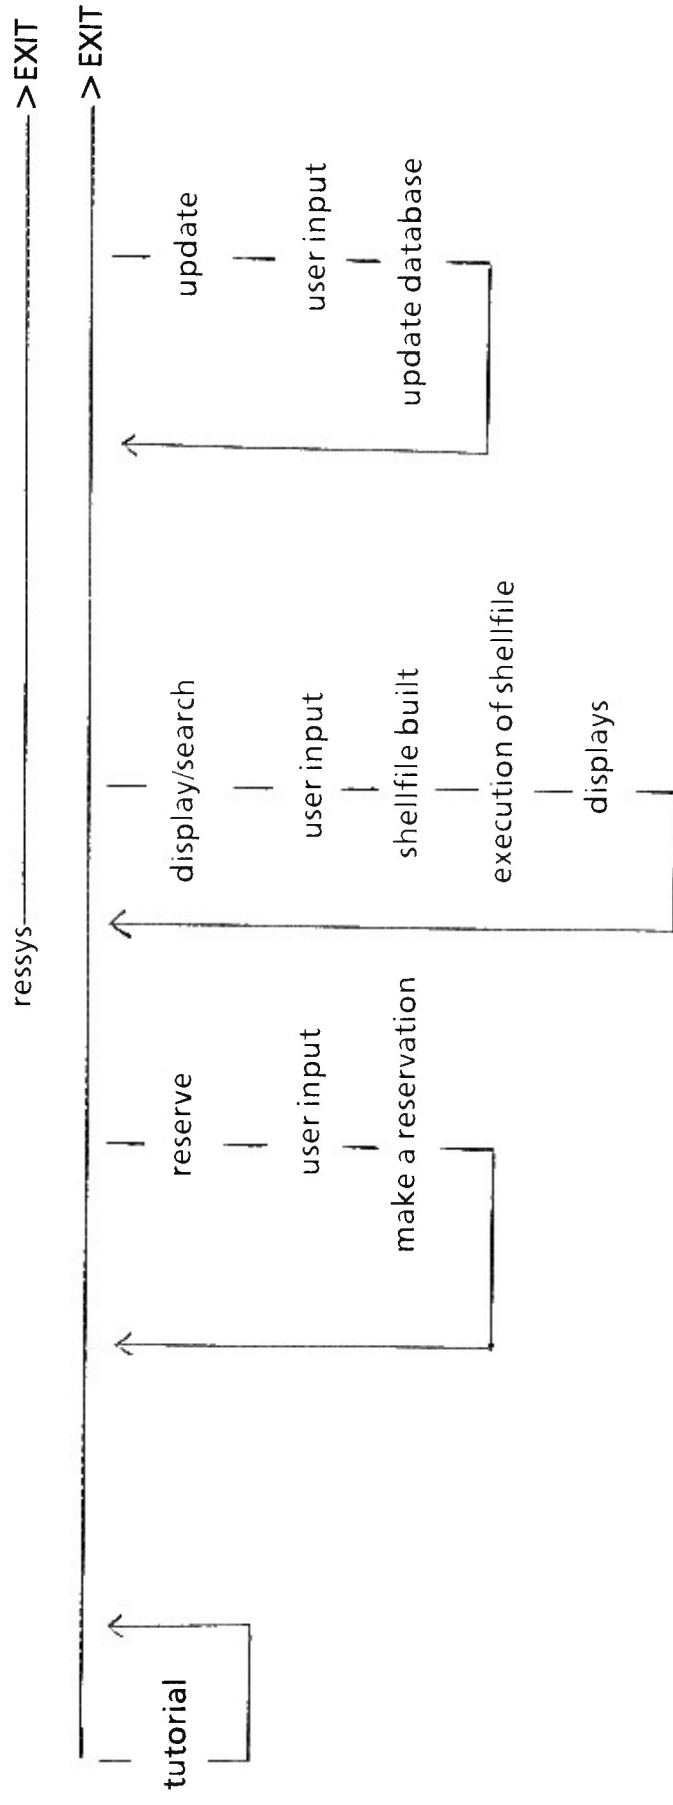 ressys >EXIT
> EXIT
tutorial
reserve
user input
make a reservation
display/search
user input
shellfile built
execution of shellfile
displays
update
user input
update database